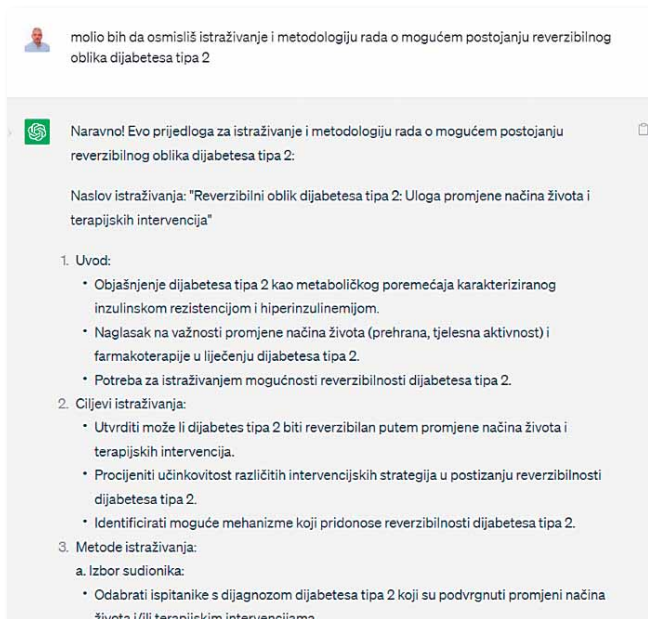 molio bih da osmisliš istraživanje i metodologiju rada o mogućem postojanju reverzibilnog
oblika dijabetesa tipa 2
Naravno! Evo prijedloga za istraživanje i metodologiju rada o mogućem postojanju
reverzibilnog oblika dijabetesa tipa 2:
Naslov istraživanja: "Reverzibilni oblik dijabetesa tipa 2: Uloga promjene načina života i
terapijskih intervencija"
1. Uvod:
• Objašnjenje dijabetesa tipa 2 kao metaboličkog poremećaja karakteriziranog
inzulinskom rezistencijom i hiperinzulinemijom.
• Naglasak na važnosti promjene načina života (prehrana, tjelesna aktivnost) i
farmakoterapije u liječenju dijabetesa tipa 2.
• Potreba za istraživanjem mogućnosti reverzibilnosti dijabetesa tipa 2.
2. Ciljevi istraživanja:
• Utvrditi može li dijabetes tipa 2 biti reverzibilan putem promjene načina života i
terapijskih intervencija.
• Procijeniti učinkovitost različitih intervencijskih strategija u postizanju reverzibilnosti
dijabetesa tipa 2.
• Identificirati moguće mehanizme koji pridonose reverzibilnosti dijabetesa tipa 2.
3. Metode istraživanja:
a. Izbor sudionika:
• Odabrati ispitanike s dijagnozom dijabetesa tipa 2 koji su podvrgnuti promjeni načina
života i/ili terapijskim intervencijama